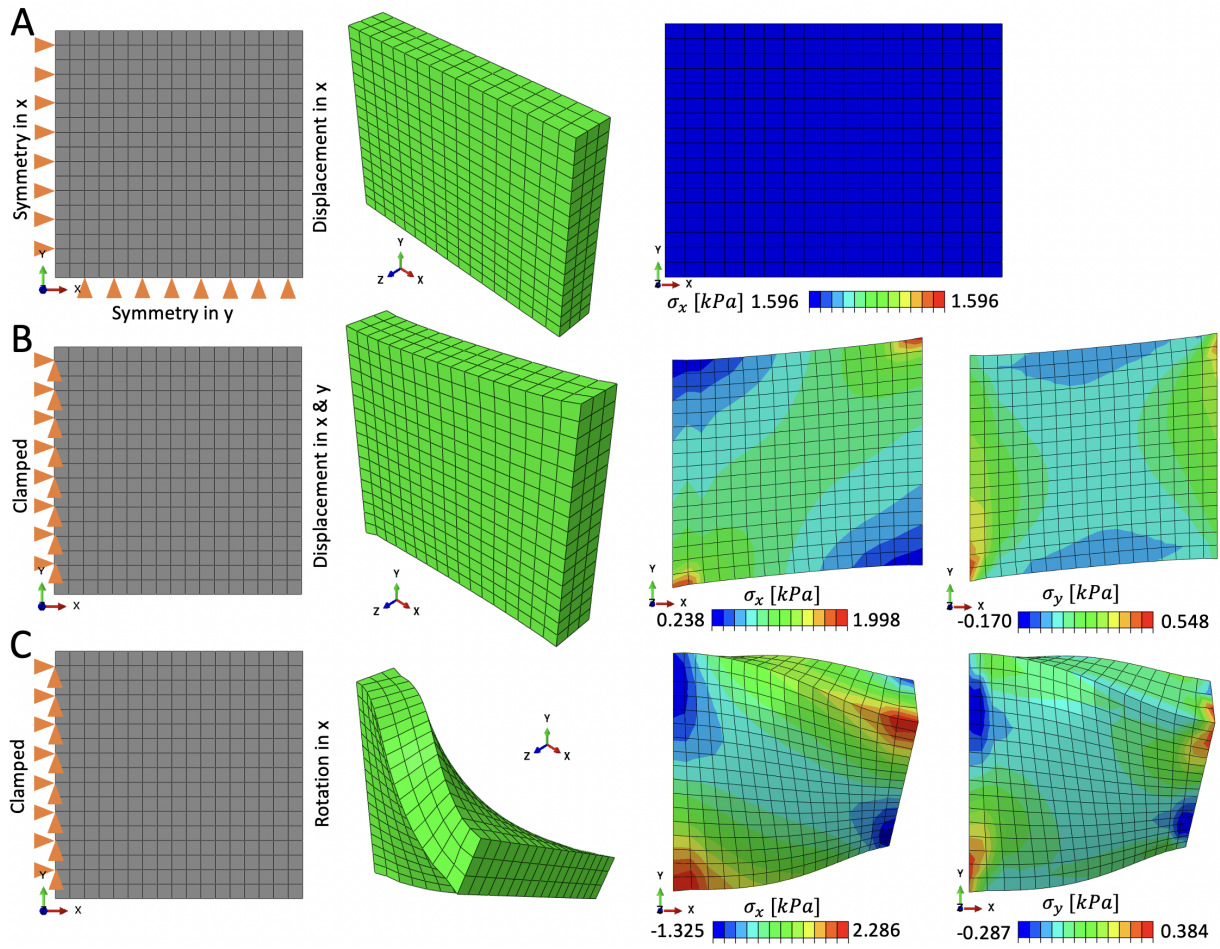 A
Symmetry in x
Y
X
Symmetry in y
Displacement in x
Y
Z
X
Y
Z
X
σx [kPa] 1.596 1.596
B
Clamped
Y
X
Displacement in x & y
Y
Z
X
Y
Z
X
σx [kPa]
0.238 1.998
Y
Z
X
σy [kPa]
-0.170 0.548
C
Clamped
Y
X
Rotation in x
Y
Z
X
Y
Z
X
σx [kPa]
-1.325 2.286
Y
Z
X
σy [kPa]
-0.287 0.384